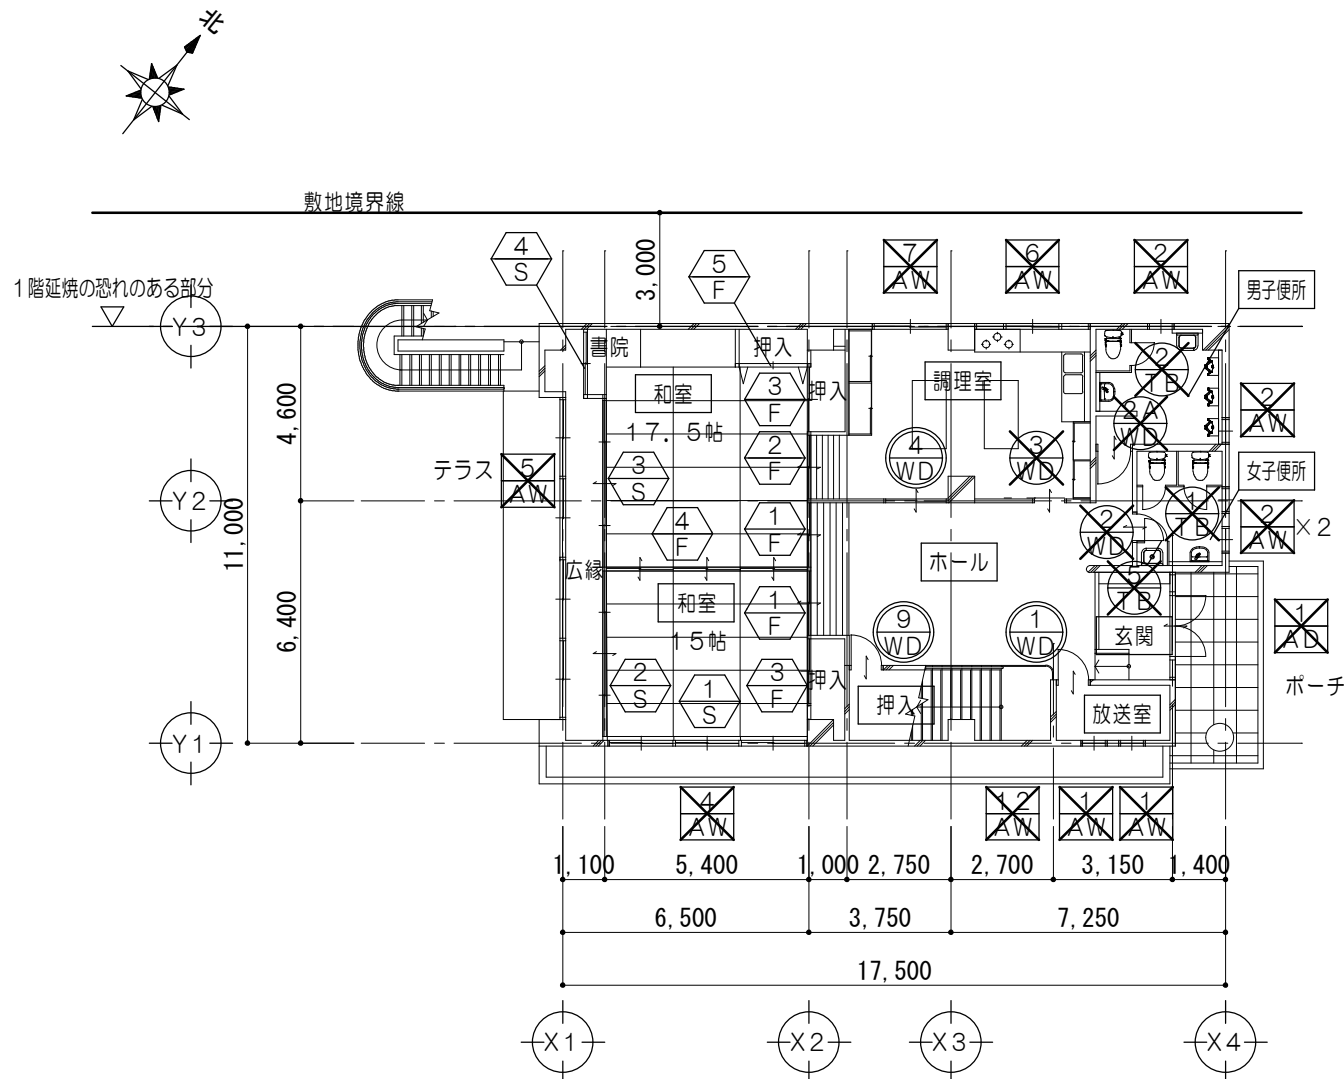 北
敷地境界線
3,000
1階延焼の恐れのある部分
Y3
4
S
5
F
7
AW
6
AW
2
AW
男子便所
書院
押入
和室
17.5帖
3
F
押入
調理室
2
TB
2
AW
4,600
2
F
2A
WD
4
WD
3
WD
テラス
5
AW
3
S
女子便所
Y2
11,000
4
F
1
F
2
WD
1
TB
2
AW
×2
広縁
ホール
5
TB
和室
15帖
1
F
6,400
9
WD
1
WD
玄関
1
AD
2
S
1
S
3
F
押入
押入
放送室
ポーチ
Y1
4
AW
12
AW
1
AW
1
AW
1,100
5,400
1,000
2,750
2,700
3,150
1,400
6,500
3,750
7,250
17,500
X1
X2
X3
X4